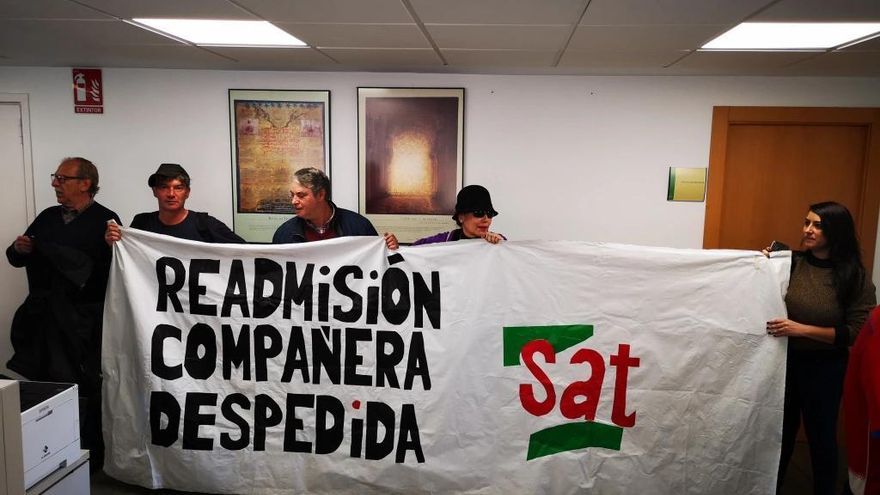 EXTINTOR
READMiSiÓN
COMPAÑERA
DESPEDiDA
sat